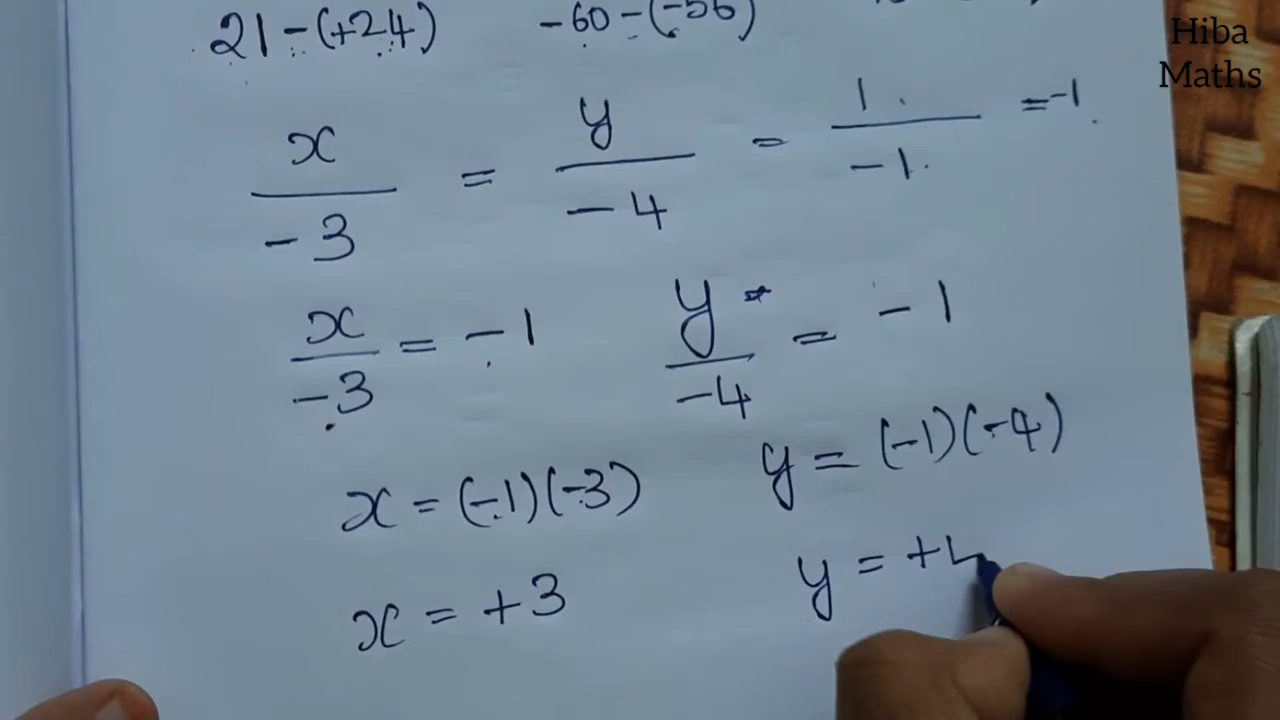 Hiba
Maths
21-(+24) -60-(-56)
x/-3 = y/-4 = 1/-1 = -1
x/-3 = -1 y/-4 = -1
x = (-1)(-3) y = (-1)(-4)
x = +3 y = +4